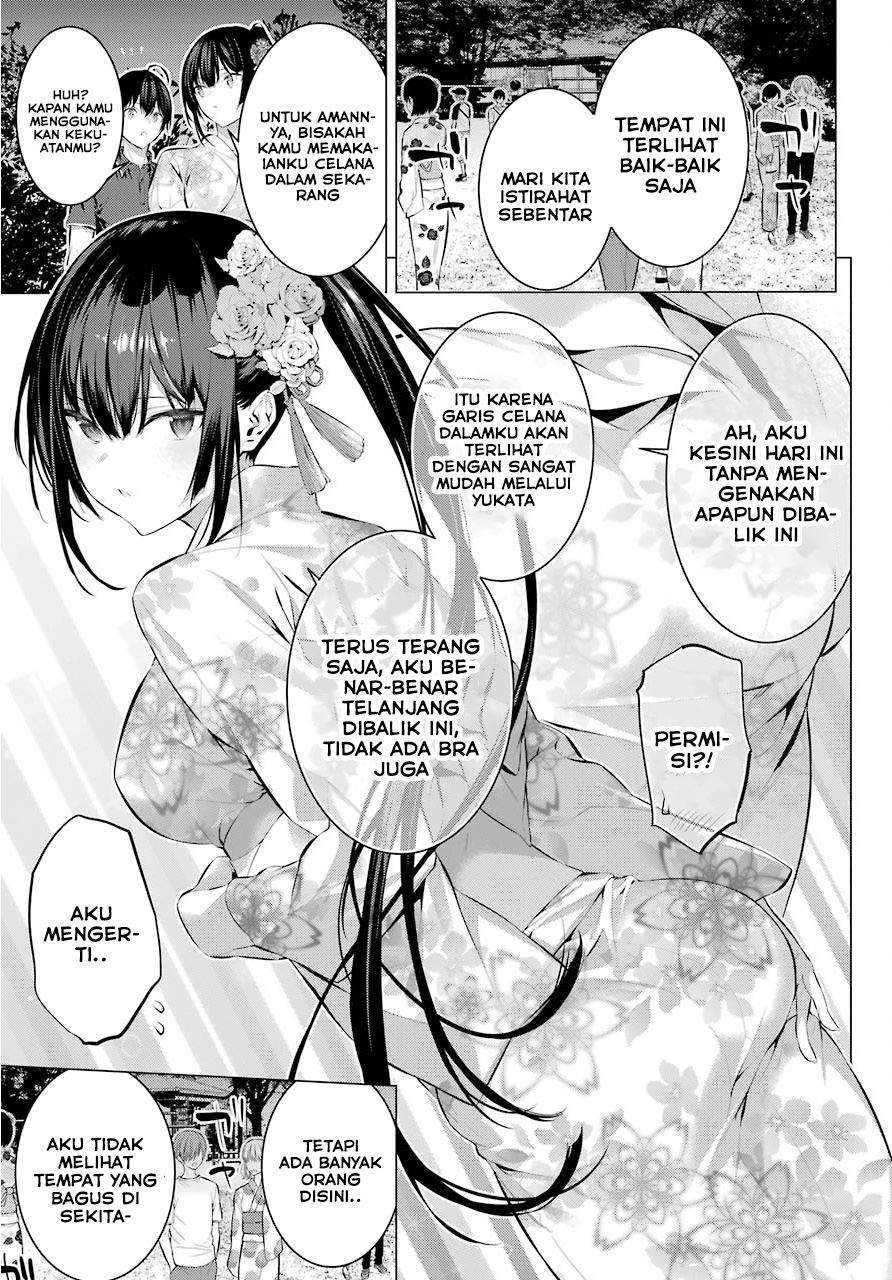 TEMPAT INI
TERLIHAT
BAIK-BAIK
SAJA
MARI KITA
ISTIRAHAT
SEBENTAR
UNTUK AMANN-
YA, BISAKAH
KAMU MEMAKA-
IANKU CELANA
DALAM SEKA-
RANG
HUH?
KAPAN KAMU
MENGGUNA-
KAN KEKU-
ATANMU?
AH, AKU
KESINI HARI INI
TANPA MEN-
GENAKAN
APAPUN DIBA-
LIK INI
ITU KARENA
GARIS CELANA
DALAMKU AKAN
TERLIHAT
DENGAN SANGAT
MUDAH MELALUI
YUKATA
TERUS TERANG
SAJA, AKU BE-
NAR-BENAR
TELANJANG
DIBALIK INI,
TIDAK ADA BRA
JUGA
PERMI-
SI?!
AKU
MENGER-
TI..
TETAPI
ADA BANYAK
ORANG
DISINI..
AKU TIDAK
MELIHAT
TEMPAT YANG
BAGUS DI
SEKITA-